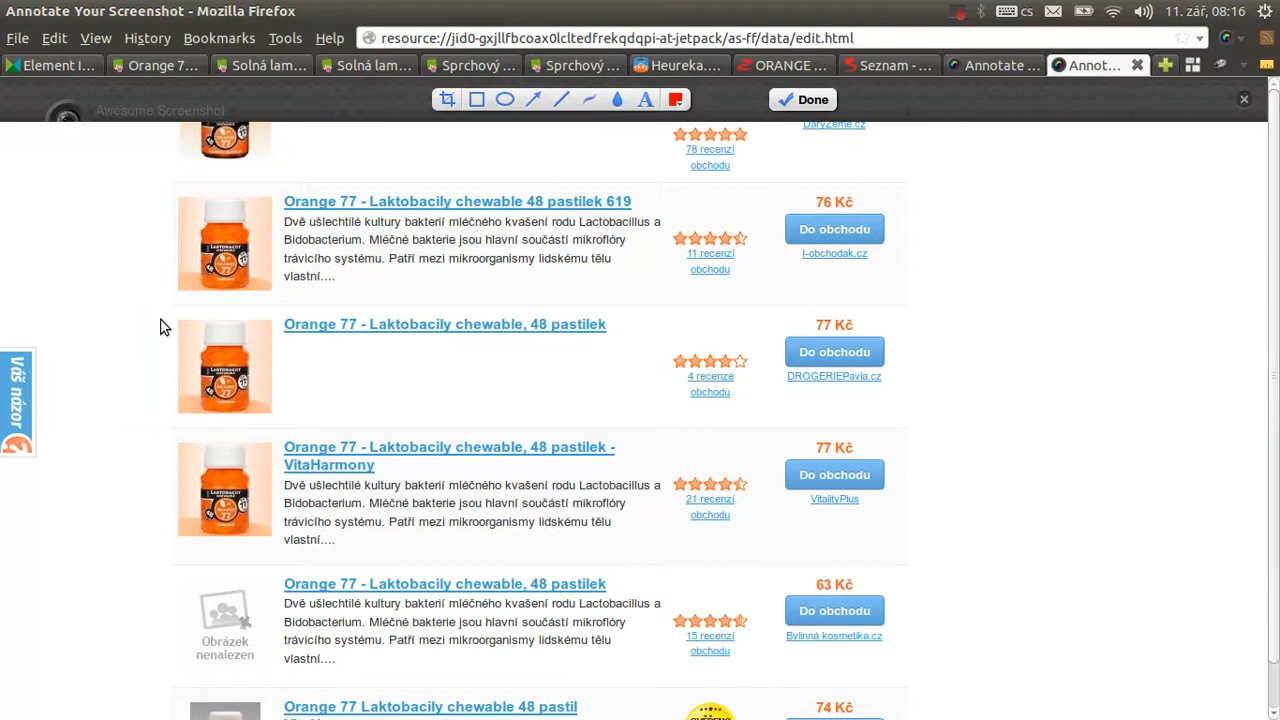 Annotate Your Screenshot - Mozilla Firefox
cs
11. zář, 08:16
File Edit View History Bookmarks Tools Help
resource://jid0-gxjllfbcoax0lcltedfrekqdqpi-at-jetpack/as-ff/data/edit.html
Element I...
Orange 7...
Solná lam...
Solná lam...
Sprchový ...
Sprchový ...
Heureka....
ORANGE ...
Seznam - ...
Annotate ...
Annot...
Awesome Screenshot
A
Done
DaryZeme.cz
78 recenzí
obchodu
Orange 77 - Laktobacily chewable 48 pastilek 619
Dvě ušlechtilé kultury bakterií mléčného kvašení rodu Lactobacillus a
Bidobacterium. Mléčné bakterie jsou hlavní součástí mikroflóry
trávicího systému. Patří mezi mikroorganismy lidskému tělu
vlastní....
11 recenzí
obchodu
76 Kč
Do obchodu
I-obchodak.cz
Orange 77 - Laktobacily chewable, 48 pastilek
4 recenze
obchodu
77 Kč
Do obchodu
DROGERIEPavla.cz
Váš názor
Orange 77 - Laktobacily chewable, 48 pastilek -
VitaHarmony
Dvě ušlechtilé kultury bakterií mléčného kvašení rodu Lactobacillus a
Bidobacterium. Mléčné bakterie jsou hlavní součástí mikroflóry
trávicího systému. Patří mezi mikroorganismy lidskému tělu
vlastní....
21 recenzí
obchodu
77 Kč
Do obchodu
VitalityPlus
Obrázek
nenalezen
Orange 77 - Laktobacily chewable, 48 pastilek
Dvě ušlechtilé kultury bakterií mléčného kvašení rodu Lactobacillus a
Bidobacterium. Mléčné bakterie jsou hlavní součástí mikroflóry
trávicího systému. Patří mezi mikroorganismy lidskému tělu
vlastní....
15 recenzí
obchodu
63 Kč
Do obchodu
Bylinná kosmetika.cz
Orange 77 Laktobacily chewable 48 pastil
74 Kč